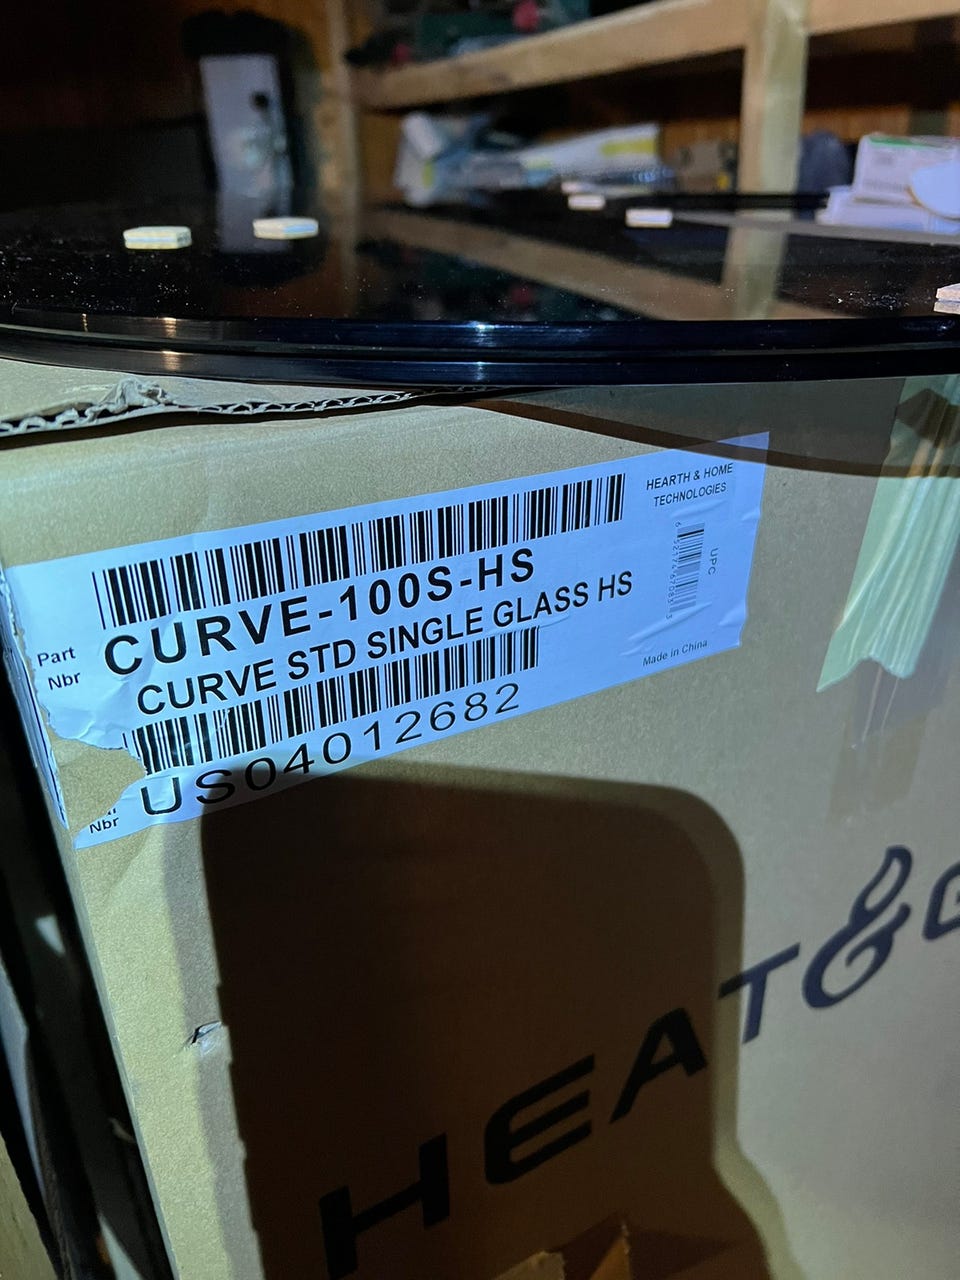 HEARTH & HOME
TECHNOLOGIES
UPC
Part
Nbr
CURVE-100S-HS
CURVE STD SINGLE GLASS HS
Made in China
Nbr
US04012682
HEAT&